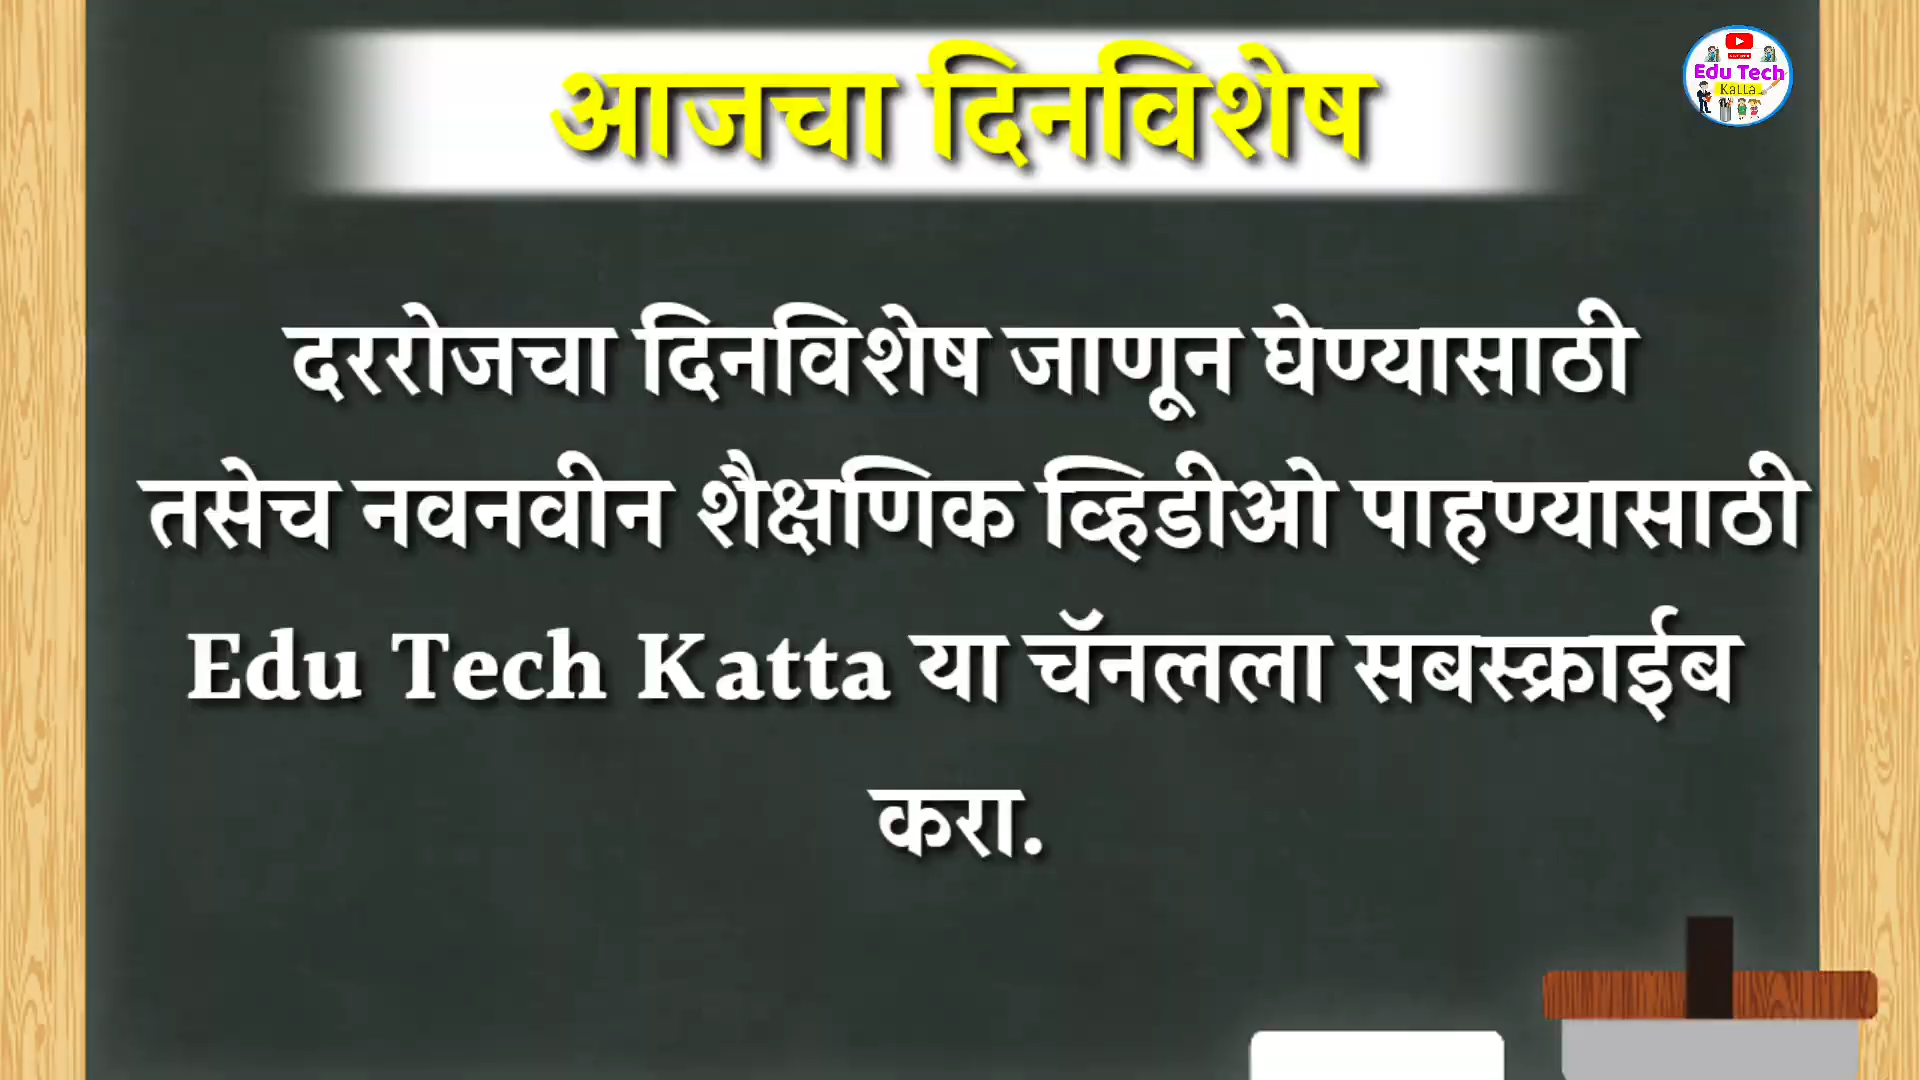 आजचा दिनविशेष
Edu Tech
Katta
दररोजचा दिनविशेष जाणून घेण्यासाठी
तसेच नवनवीन शैक्षणिक व्हिडीओ पाहण्यासाठी
Edu Tech Katta या चॅनलला सबस्क्राईब
करा.